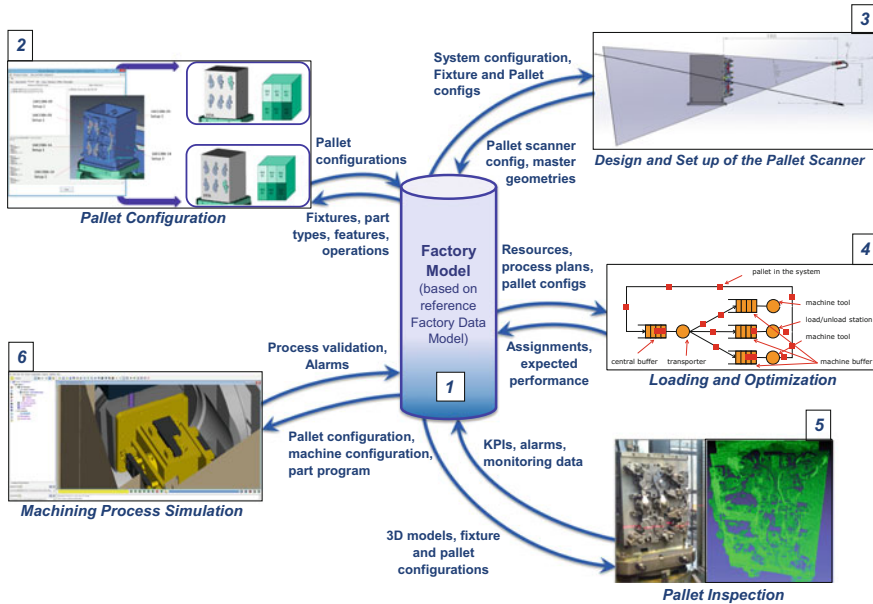 2
Pallet Configuration
3
Design and Set up of the Pallet Scanner
System configuration,
Fixture and Pallet
configs
Pallet scanner
config, master
geometries
Pallet
configurations
Fixtures, part
types, features,
operations
Factory
Model
(based on
reference
Factory Data
Model)
1
Resources,
process plans,
pallet configs
Assignments,
expected
performance
4
pallet in the system
machine tool
load/unload station
machine tool
central buffer
transporter
machine buffer
Loading and Optimization
6
Machining Process Simulation
Process validation,
Alarms
Pallet configuration,
machine configuration,
part program
KPIs, alarms,
monitoring data
3D models, fixture
and pallet
configurations
5
Pallet Inspection